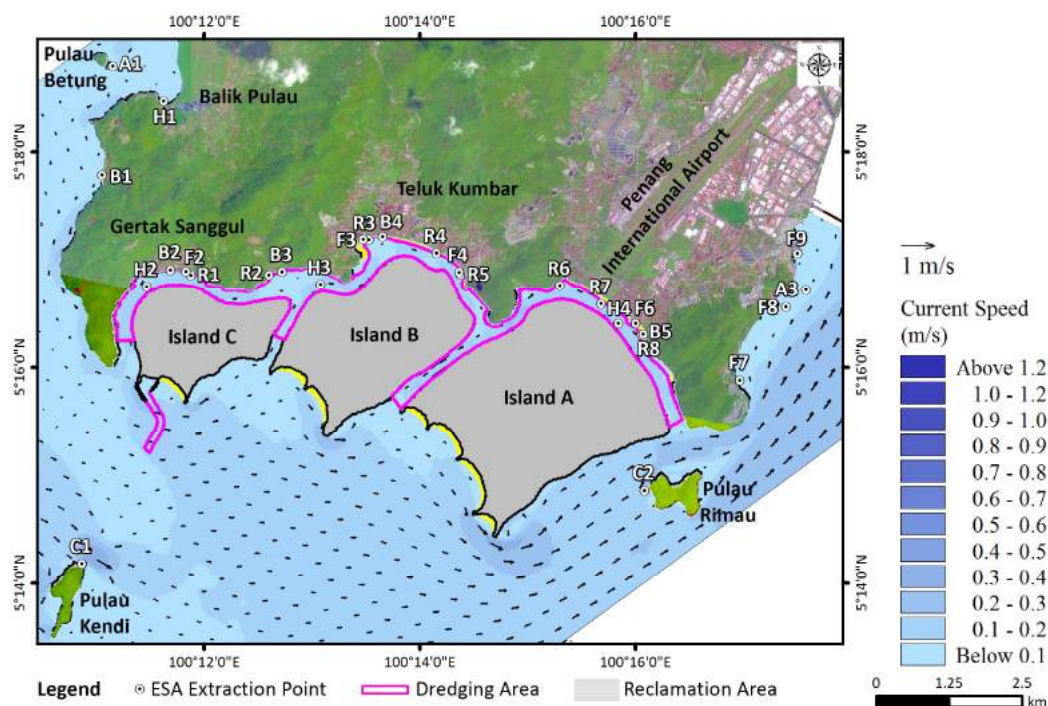 100°12'0"E
100°14'0"E
100°16'0"E
Pulau
Betung
A1
H1
Balik Pulau
5°18'0"N
5°18'0"N
B1
Penang
International Airport
Teluk Kumbar
Gertak Sanggul
B2
F2
H2
R1
R2
B3
H3
F3
R3
B4
R4
F4
R5
R6
R7
H4
F6
B5
R8
F9
A3
F8
F7
Island C
Island B
Island A
5°16'0"N
5°16'0"N
C2
Pulau
Rimau
C1
Pulau
Kendi
5°14'0"N
5°14'0"N
100°12'0"E
100°14'0"E
100°16'0"E
1 m/s
Current Speed
(m/s)
Above 1.2
1.0 - 1.2
0.9 - 1.0
0.8 - 0.9
0.7 - 0.8
0.6 - 0.7
0.5 - 0.6
0.4 - 0.5
0.3 - 0.4
0.2 - 0.3
0.1 - 0.2
Below 0.1
0 1.25 2.5
km
Legend ESA Extraction Point Dredging Area Reclamation Area